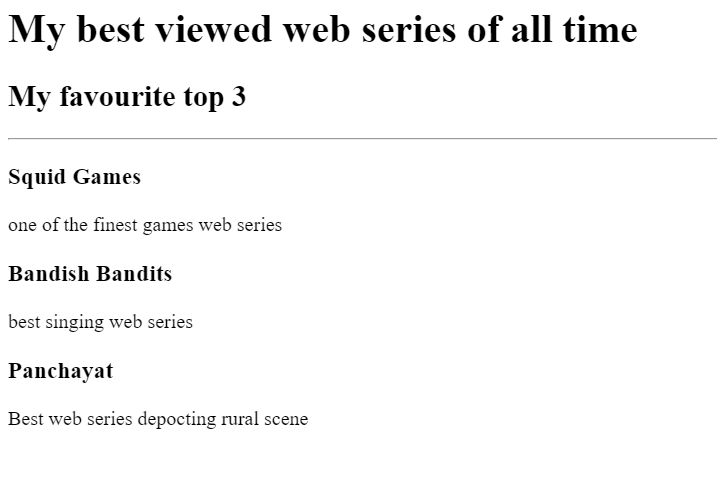 My best viewed web series of all time
My favourite top 3
Squid Games
one of the finest games web series
Bandish Bandits
best singing web series
Panchayat
Best web series depocting rural scene